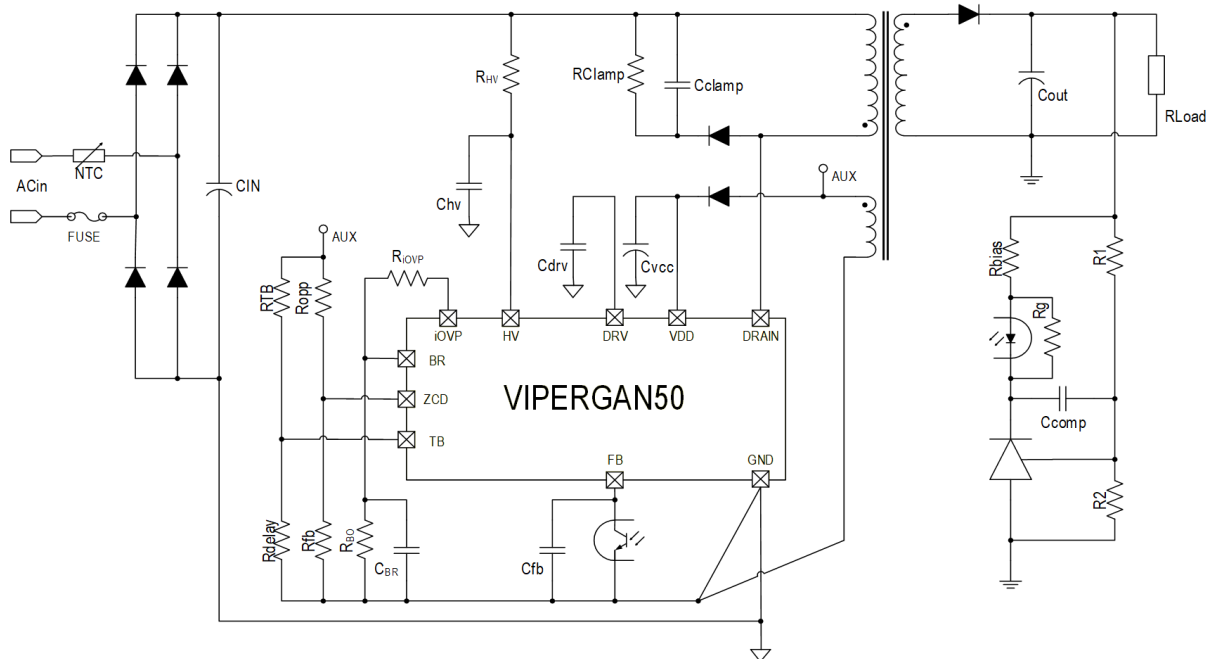 RHV
RClamp
Cclamp
Cout
RLoad
NTC
ACin
CIN
FUSE
Chv
AUX
AUX
RiOVP
Cdrv
Cvcc
Rbias
R1
RTB
Ropp
Rg
iOVP
HV
DRV
VDD
DRAIN
BR
ZCD
VIPERGAN50
TB
Ccomp
FB
GND
R2
Rdelay
Rfb
RBO
CBR
Cfb